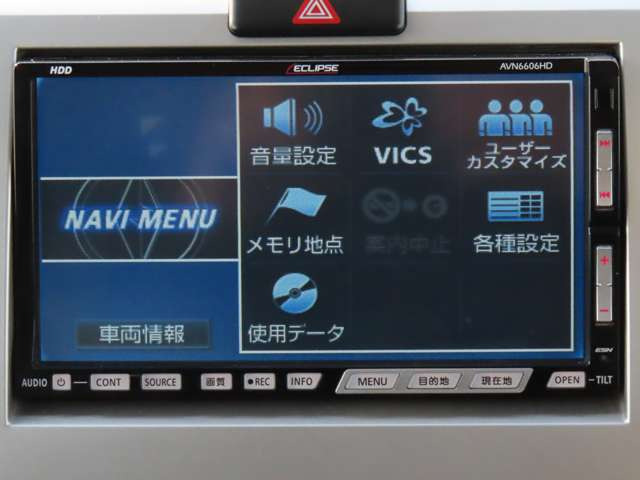 HDD
ECLIPSE
AVN6606HD
音量設定
VICS
ユーザー
カスタマイズ
NAVI MENU
メモリ地点
案内中止
各種設定
車両情報
使用データ
ESN
AUDIO
CONT
SOURCE
画質
●REC
INFO
MENU
目的地
現在地
OPEN
TILT